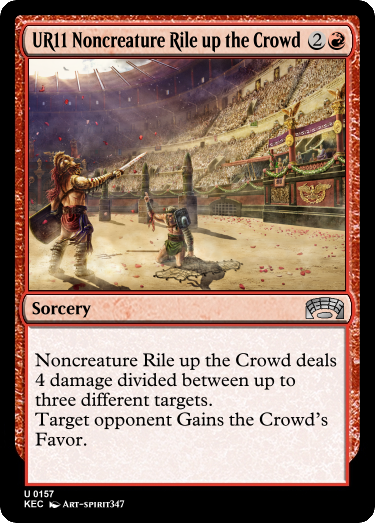 UR11 Noncreature Rile up the Crowd 2
Sorcery
Noncreature Rile up the Crowd deals
4 damage divided between up to
three different targets.
Target opponent Gains the Crowd's
Favor.
U 0157
KEC Art-spirit347